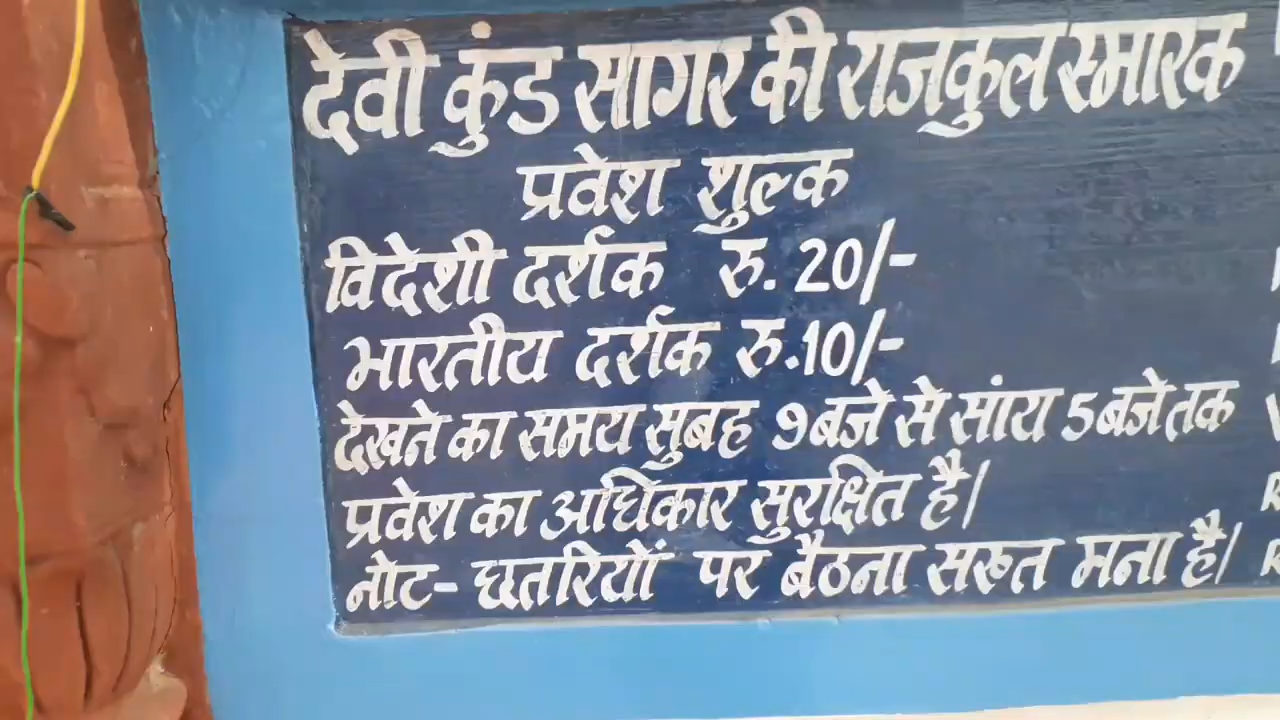 देवी कुंड सागर की राजकुल स्मारक
प्रवेश शुल्क
विदेशी दर्शक रु. 20/-
भारतीय दर्शक रु.10/-
देखते का समय सुबह 9 बजे से सांय 5 बजे तक
प्रवेश का अधिकार सुरक्षित है।
नोट- छतरियों पर बैठना सख्त मना है।